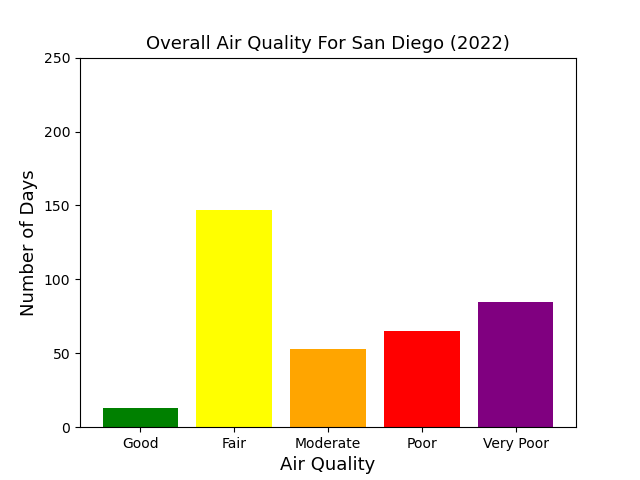 Overall Air Quality For San Diego (2022)
250
200
150
100
50
0
Number of Days
Good Fair Moderate Poor Very Poor
Air Quality